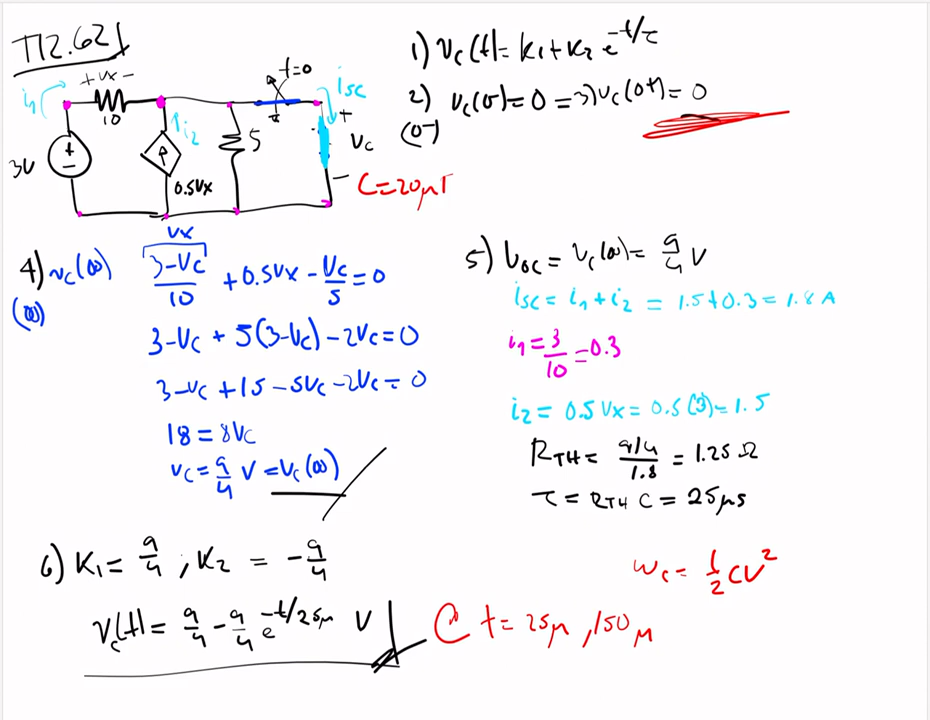 T12.62)
1) vc(t) = K1 + K2 e^-t/τ
2) vc(0-) = 0 => vc(0+) = 0
(0-)
+ vx -
t=0
isc
i1
10
i2
5
+
vc
-
3V
+
-
0.5Vx
C=20μF
4) vc(∞)
(∞)
Vx
3-Vc/10 + 0.5Vx - Vc/5 = 0
3-Vc + 5(3-Vc) - 2Vc = 0
3-Vc + 15 - 5Vc - 2Vc = 0
18 = 8Vc
Vc = 9/4 V = Vc(∞)
5) Voc = Vc(∞) = 9/4 V
isc = i1 + i2 = 1.5+0.3 = 1.8 A
i1 = 3/10 = 0.3
i2 = 0.5 Vx = 0.5(3) = 1.5
RTH = 9/4/1.8 = 1.25 Ω
τ = RTH C = 25μs
6) K1 = 9/4 , K2 = -9/4
vc(t) = 9/4 - 9/4 e^-t/25μ V
wc = 1/2 CV²
@ t = 25μ , 150μ